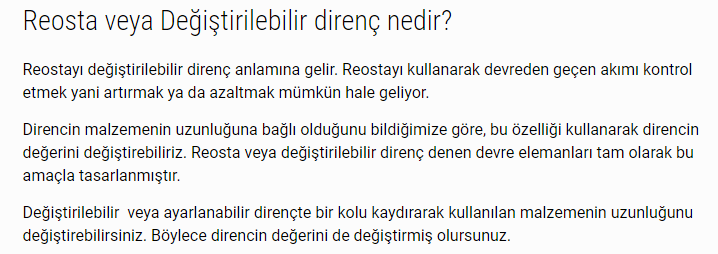 Reosta veya Değiştirilebilir direnç nedir?
Reostayı değiştirilebilir direnç anlamına gelir. Reostayı kullanarak devreden geçen akımı kontrol
etmek yani artırmak ya da azaltmak mümkün hale geliyor.
Direncin malzemenin uzunluğuna bağlı olduğunu bildiğimize göre, bu özelliği kullanarak direncin
değerini değiştirebiliriz. Reosta veya değiştirilebilir direnç denen devre elemanları tam olarak bu
amaçla tasarlanmıştır.
Değiştirilebilir  veya ayarlanabilir dirençte bir kolu kaydırarak kullanılan malzemenin uzunluğunu
değiştirebilirsiniz. Böylece direncin değerini de değiştirmiş olursunuz.